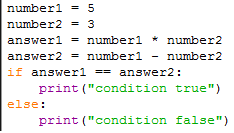 number1 = 5
number2 = 3
answer1 = number1 * number2
answer2 = number1 - number2
if answer1 == answer2:
    print("condition true")
else:
    print("condition false")